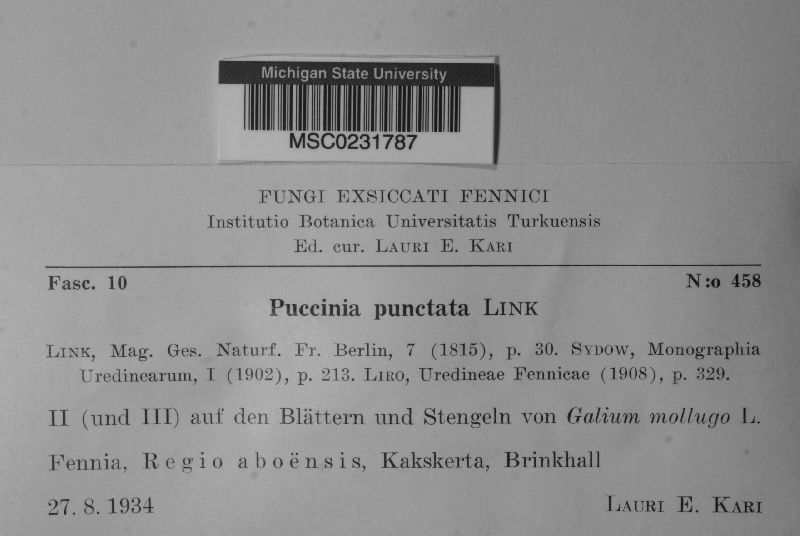 Michigan State University
MSC0231787
FUNGI EXSICCATI FENNICI
Institutio Botanica Universitatis Turkuensis
Ed. cur. LAURI E. KARI
Fasc. 10 N:o 458
Puccinia punctata LINK
LINK, Mag. Ges. Naturf. Fr. Berlin, 7 (1815), p. 30. SYDOW, Monographia
Uredinearum, I (1902), p. 213. LIRO, Uredineae Fennicae (1908), p. 329.
II (und III) auf den Blättern und Stengeln von Galium mollugo L.
Fennia, Regio aboënsis, Kakskerta, Brinkhall
27. 8. 1934 LAURI E. KARI